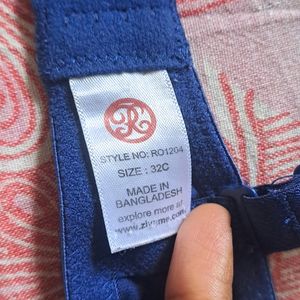 STYLE NO: RO1204
SIZE : 32C
MADE IN
BANGLADESH
explore more at
www.zivame.com